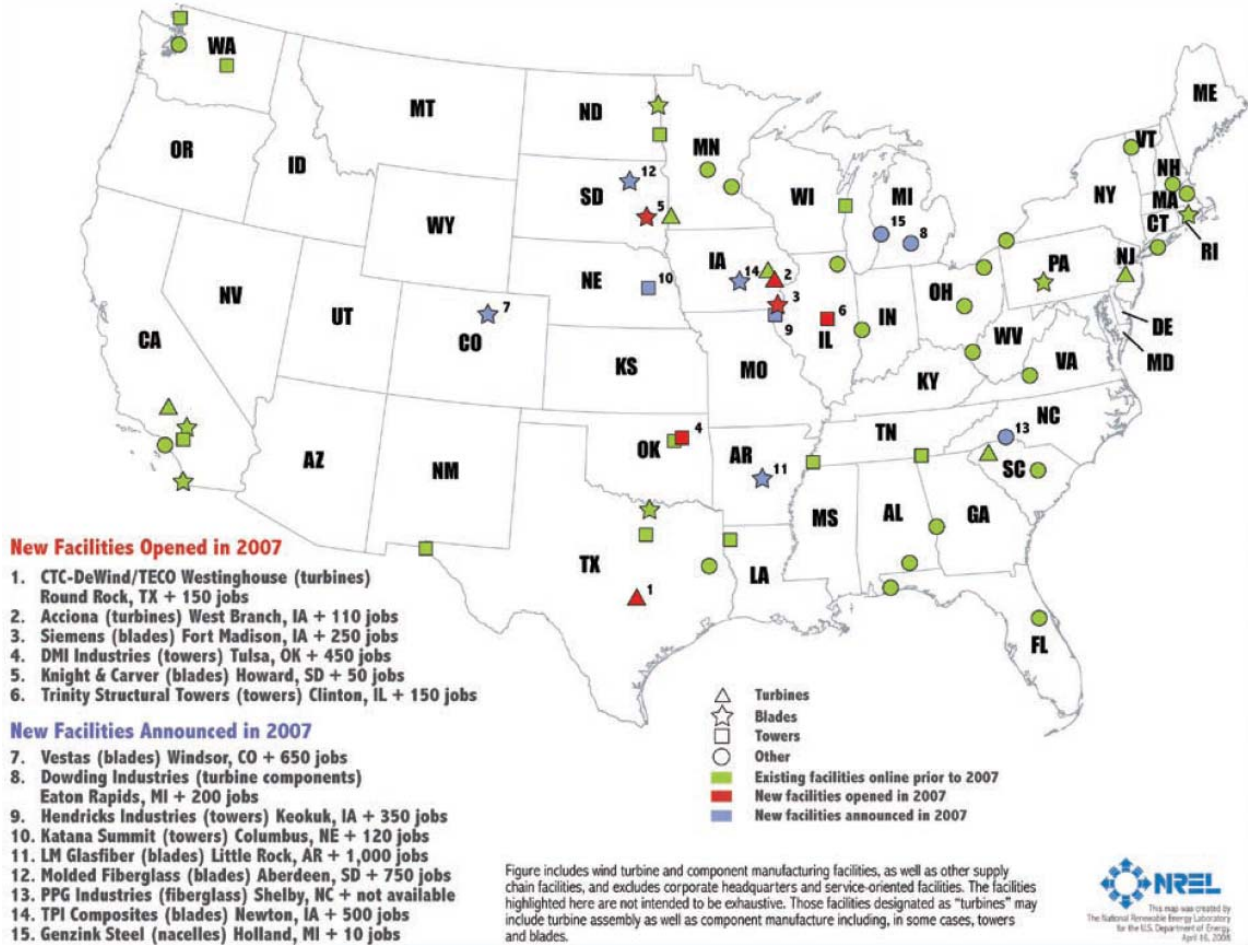 WA
MT
ND
MN
ME
VT
NH
MA
CT
RI
NY
OR
ID
SD
12
5
WI
MI
15
8
WY
IA
14
2
3
9
NE
10
PA
NJ
OH
IN
IL
6
DE
MD
WV
VA
NV
UT
CO
7
CA
KS
MO
KY
NC
13
TN
SC
AZ
NM
OK
4
AR
11
MS
AL
GA
TX
1
LA
FL
New Facilities Opened in 2007
1. CTC-DeWind/TECO Westinghouse (turbines)
Round Rock, TX + 150 jobs
2. Acciona (turbines) West Branch, IA + 110 jobs
3. Siemens (blades) Fort Madison, IA + 250 jobs
4. DMI Industries (towers) Tulsa, OK + 450 jobs
5. Knight & Carver (blades) Howard, SD + 50 jobs
6. Trinity Structural Towers (towers) Clinton, IL + 150 jobs
New Facilities Announced in 2007
7. Vestas (blades) Windsor, CO + 650 jobs
8. Dowding Industries (turbine components)
Eaton Rapids, MI + 200 jobs
9. Hendricks Industries (towers) Keokuk, IA + 350 jobs
10. Katana Summit (towers) Columbus, NE + 120 jobs
11. LM Glasfiber (blades) Little Rock, AR + 1,000 jobs
12. Molded Fiberglass (blades) Aberdeen, SD + 750 jobs
13. PPG Industries (fiberglass) Shelby, NC + not available
14. TPI Composites (blades) Newton, IA + 500 jobs
15. Genzink Steel (nacelles) Holland, MI + 10 jobs
Turbines
Blades
Towers
Other
Existing facilities online prior to 2007
New facilities opened in 2007
New facilities announced in 2007
Figure includes wind turbine and component manufacturing facilities, as well as other supply
chain facilities, and excludes corporate headquarters and service-oriented facilities. The facilities
highlighted here are not intended to be exhaustive. Those facilities designated as "turbines" may
include turbine assembly as well as component manufacture including, in some cases, towers
and blades.
NREL
This map was created by
The National Renewable Energy Laboratory
for the U.S. Department of Energy
April 16, 2008